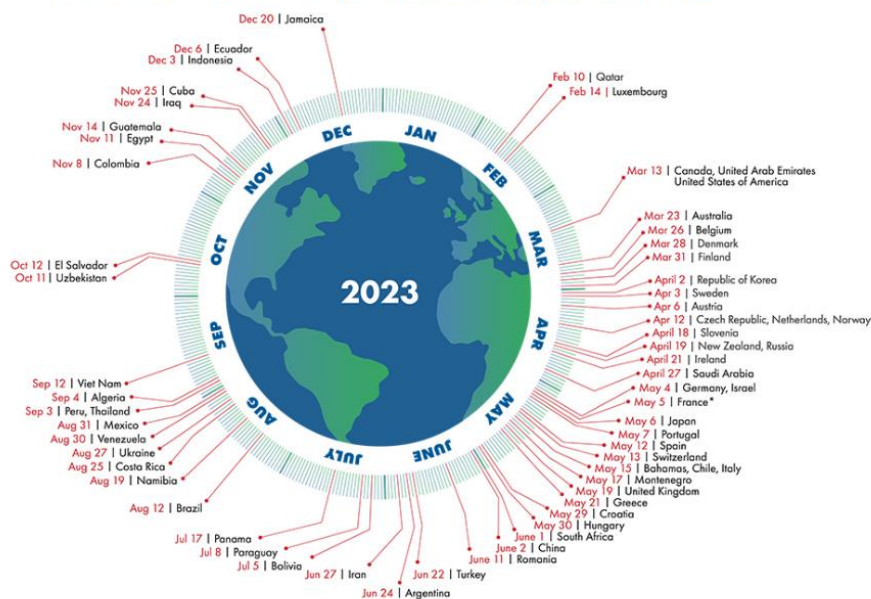 Dec 20 | Jamaica
Dec 6 | Ecuador
Dec 3 | Indonesia
Nov 25 | Cuba
Nov 24 | Iraq
Nov 14 | Guatemala
Nov 11 | Egypt
Nov 8 | Colombia
Oct 12 | El Salvador
Oct 11 | Uzbekistan
Sep 12 | Viet Nam
Sep 4 | Algeria
Sep 3 | Peru, Thailand
Aug 31 | Mexico
Aug 30 | Venezuela
Aug 27 | Ukraine
Aug 25 | Costa Rica
Aug 19 | Namibia
Aug 12 | Brazil
Jul 17 | Panama
Jul 8 | Paraguay
Jul 5 | Bolivia
Jun 27 | Iran
Jun 24 | Argentina
Jun 22 | Turkey
Feb 10 | Qatar
Feb 14 | Luxembourg
Mar 13 | Canada, United Arab Emirates
United States of America
Mar 23 | Australia
Mar 26 | Belgium
Mar 28 | Denmark
Mar 31 | Finland
April 2 | Republic of Korea
Apr 3 | Sweden
Apr 6 | Austria
Apr 12 | Czech Republic, Netherlands, Norway
April 18 | Slovenia
April 19 | New Zealand, Russia
April 21 | Ireland
April 27 | Saudi Arabia
May 4 | Germany, Israel
May 5 | France*
May 6 | Japan
May 7 | Portugal
May 12 | Spain
May 13 | Switzerland
May 15 | Bahamas, Chile, Italy
May 17 | Montenegro
May 19 | United Kingdom
May 21 | Greece
May 29 | Croatia
May 30 | Hungary
June 1 | South Africa
June 2 | China
June 11 | Romania
JAN
FEB
MAR
APR
MAY
JUNE
JULY
AUG
SEP
OCT
NOV
DEC
2023